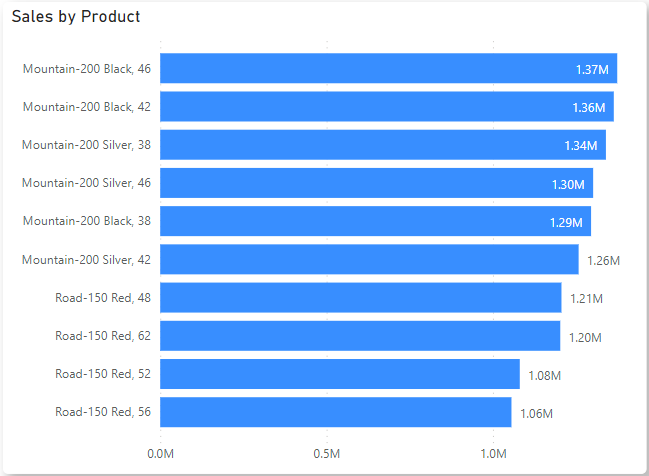 Sales by Product
Mountain-200 Black, 46
1.37M
Mountain-200 Black, 42
1.36M
Mountain-200 Silver, 38
1.34M
Mountain-200 Silver, 46
1.30M
Mountain-200 Black, 38
1.29M
Mountain-200 Silver, 42
1.26M
Road-150 Red, 48
1.21M
Road-150 Red, 62
1.20M
Road-150 Red, 52
1.08M
Road-150 Red, 56
1.06M
0.0M
0.5M
1.0M